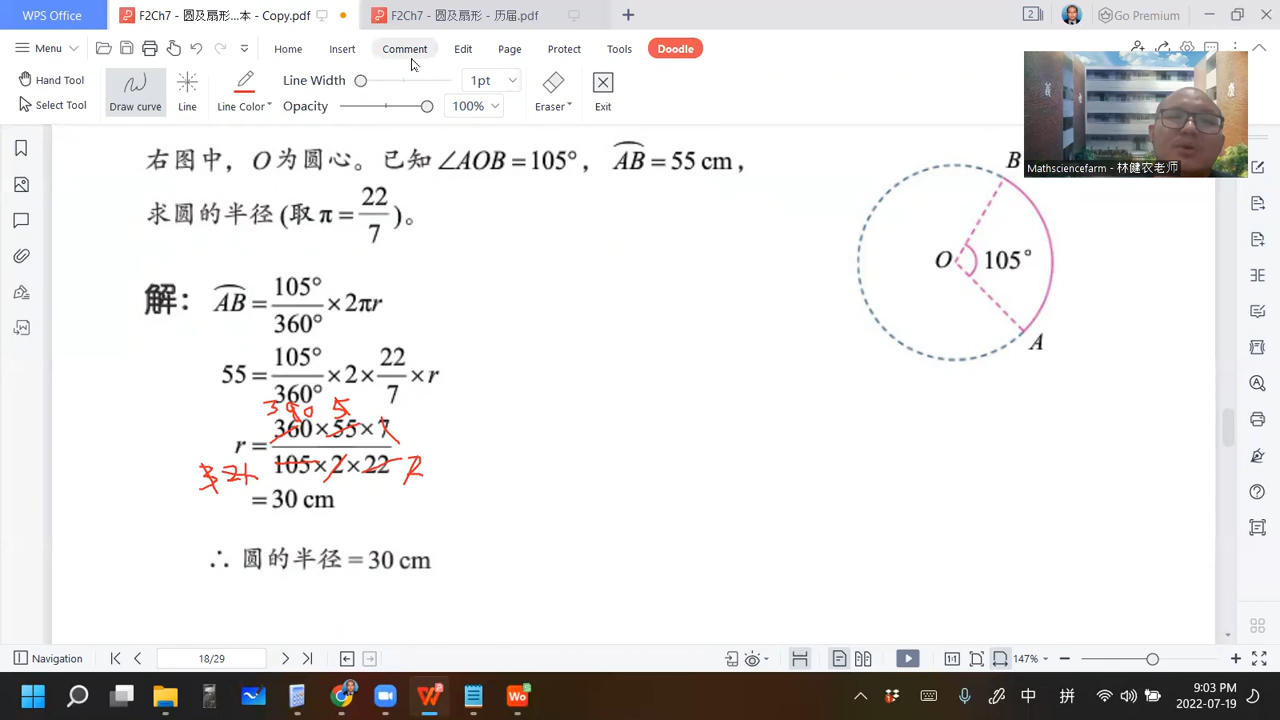 WPS Office
F2Ch7 - 圆及扇形...本 - Copy.pdf
F2Ch7 - 圆及扇形 - 历届.pdf
Go Premium
Menu
Home
Insert
Comment
Edit
Page
Protect
Tools
Doodle
Hand Tool
Select Tool
Draw curve
Line
Line Color
Line Width
1pt
Opacity
100%
Eraser
Exit
Mathsciencefarm - 林健农老师
右图中，O为圆心。已知∠AOB = 105°，AB = 55 cm，
求圆的半径 (取 π = 22/7)。
解： AB = 105°/360° × 2πr
55 = 105°/360° × 2 × 22/7 × r
r = 360 × 55 × 7 / 105 × 2 × 22
= 30 cm
∴ 圆的半径 = 30 cm
B
O
105°
A
5
2
Navigation
18/29
147%
9:03 PM
中
拼
2022-07-19